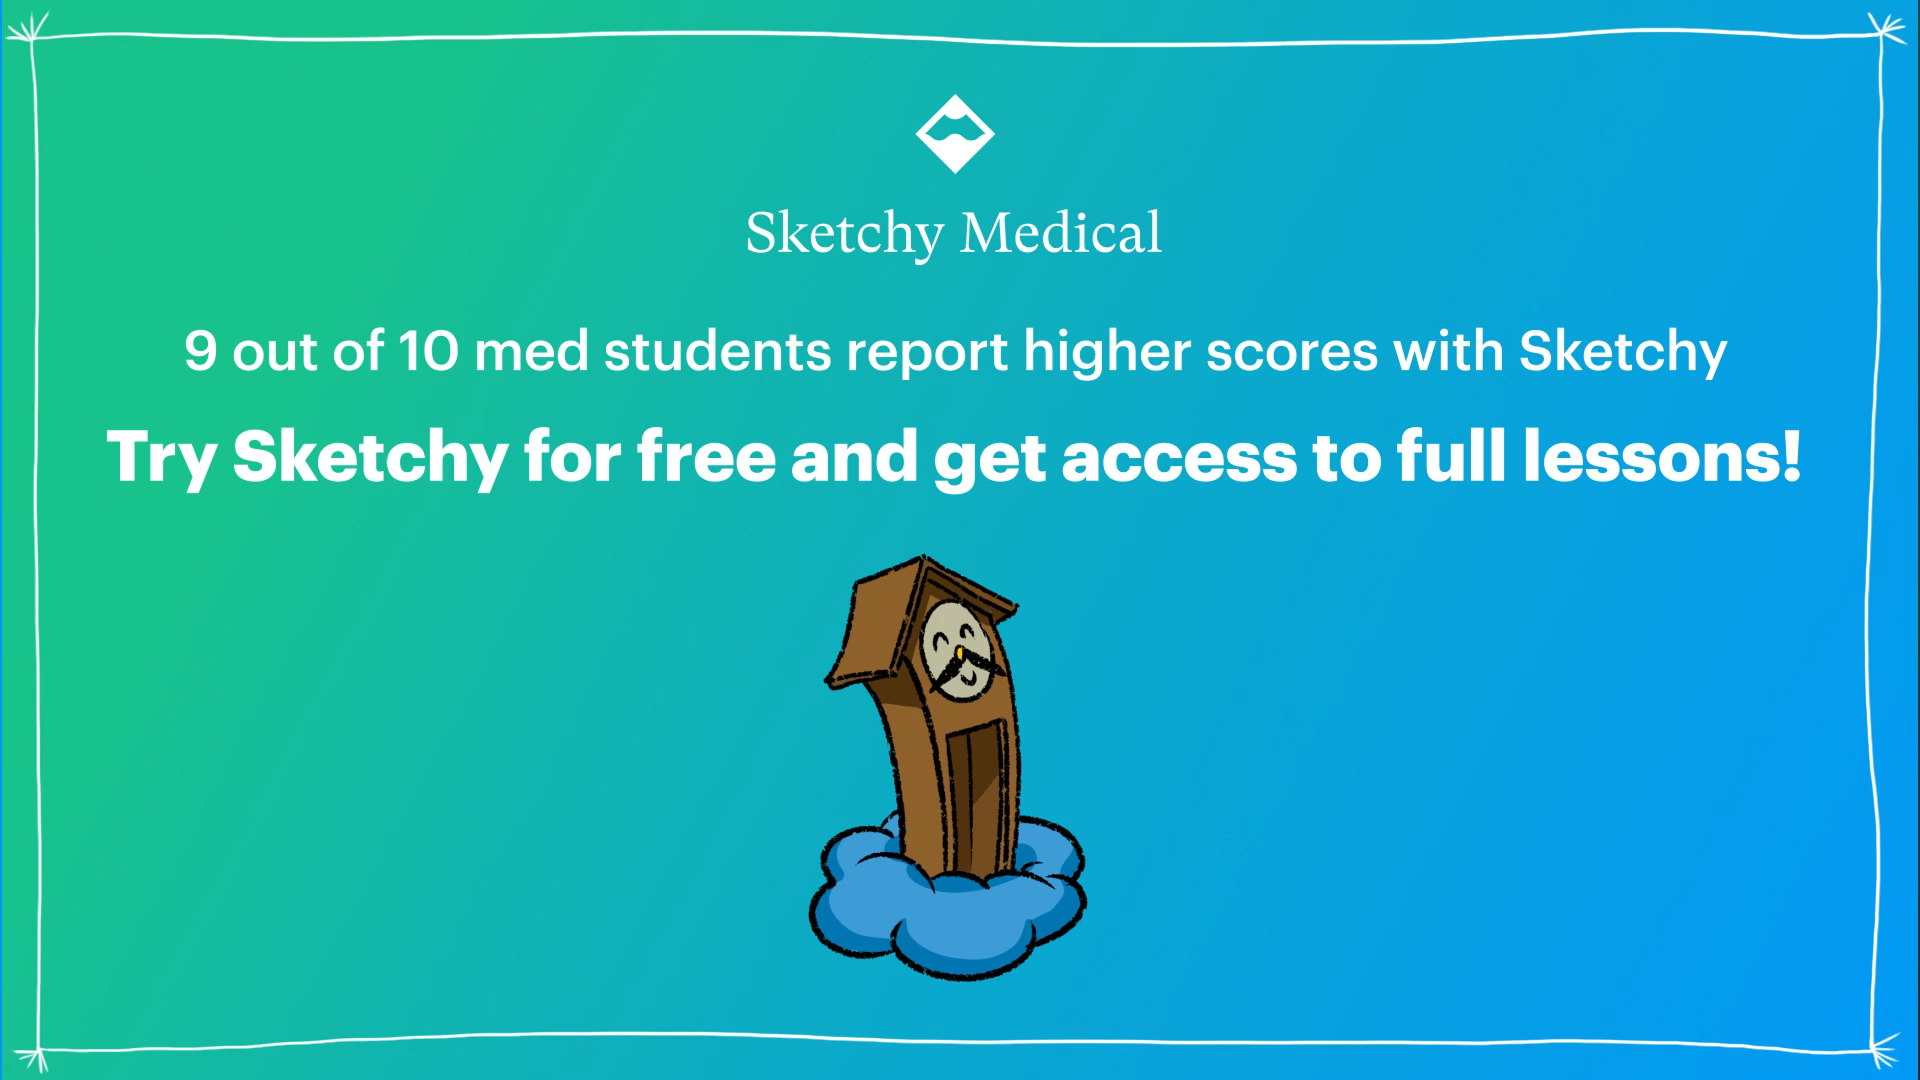 Sketchy Medical
9 out of 10 med students report higher scores with Sketchy
Try Sketchy for free and get access to full lessons!